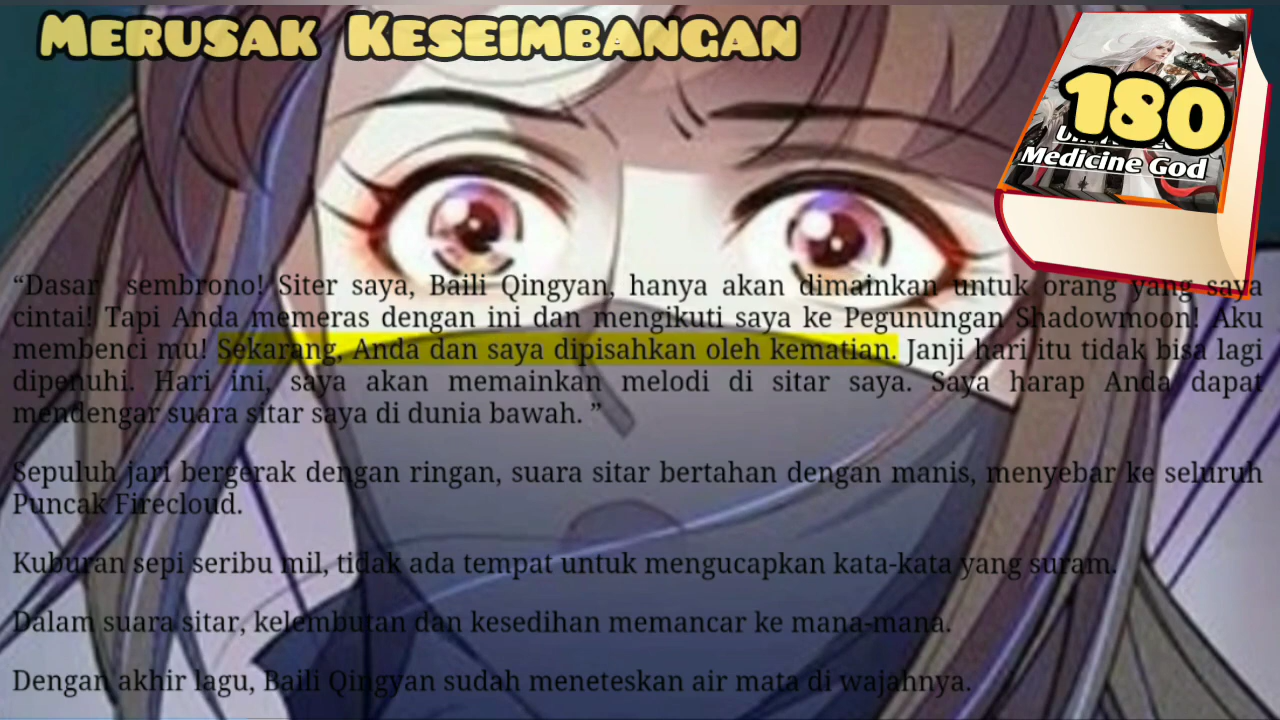 Merusak Keseimbangan
180
Medicine God
“Dasar sembrono! Siter saya, Baili Qingyan, hanya akan dimainkan untuk orang yang saya
cintai! Tapi Anda memeras dengan ini dan mengikuti saya ke Pegunungan Shadowmoon! Aku
membenci mu! Sekarang, Anda dan saya dipisahkan oleh kematian. Janji hari itu tidak bisa lagi
dipenuhi. Hari ini, saya akan memainkan melodi di sitar saya. Saya harap Anda dapat
mendengar suara sitar saya di dunia bawah. ”
Sepuluh jari bergerak dengan ringan, suara sitar bertahan dengan manis, menyebar ke seluruh
Puncak Firecloud.
Kuburan sepi seribu mil, tidak ada tempat untuk mengucapkan kata-kata yang suram.
Dalam suara sitar, kelembutan dan kesedihan memancar ke mana-mana.
Dengan akhir lagu, Baili Qingyan sudah meneteskan air mata di wajahnya.